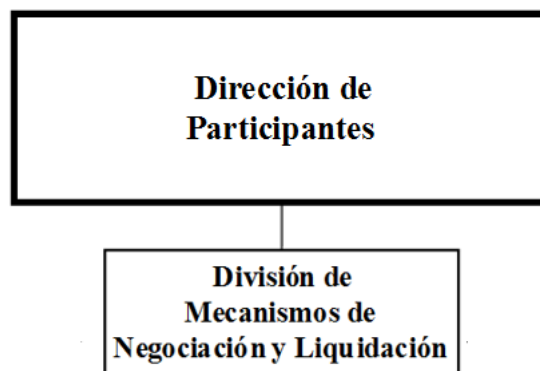 Dirección de
Participantes
División de
Mecanismos de
Negociación y Liquidación